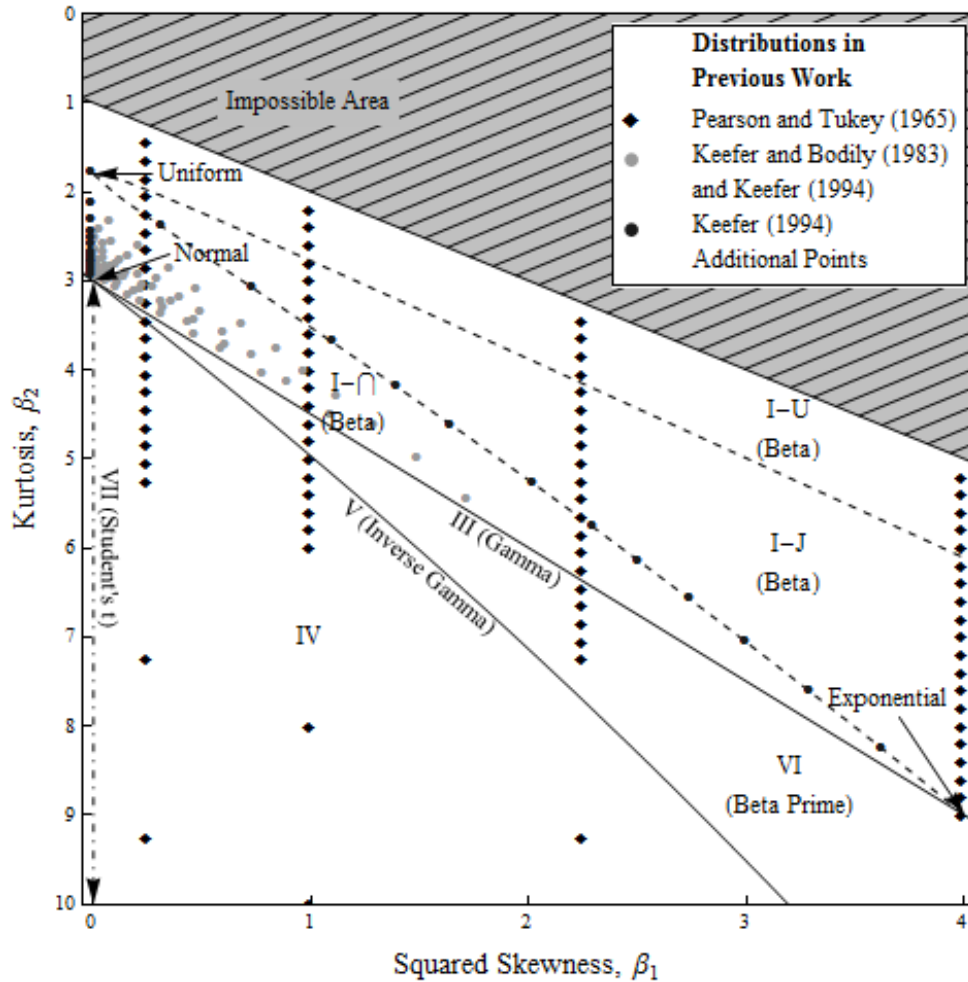 0
1
2
3
4
5
6
7
8
9
10
Kurtosis, β₂
0
1
2
3
4
Squared Skewness, β₁
Distributions in
Previous Work
Pearson and Tukey (1965)
Keefer and Bodily (1983)
and Keefer (1994)
Keefer (1994)
Additional Points
Impossible Area
Uniform
Normal
I–∩
(Beta)
I–U
(Beta)
I–J
(Beta)
III (Gamma)
V (Inverse Gamma)
VII (Student's t)
IV
Exponential
VI
(Beta Prime)